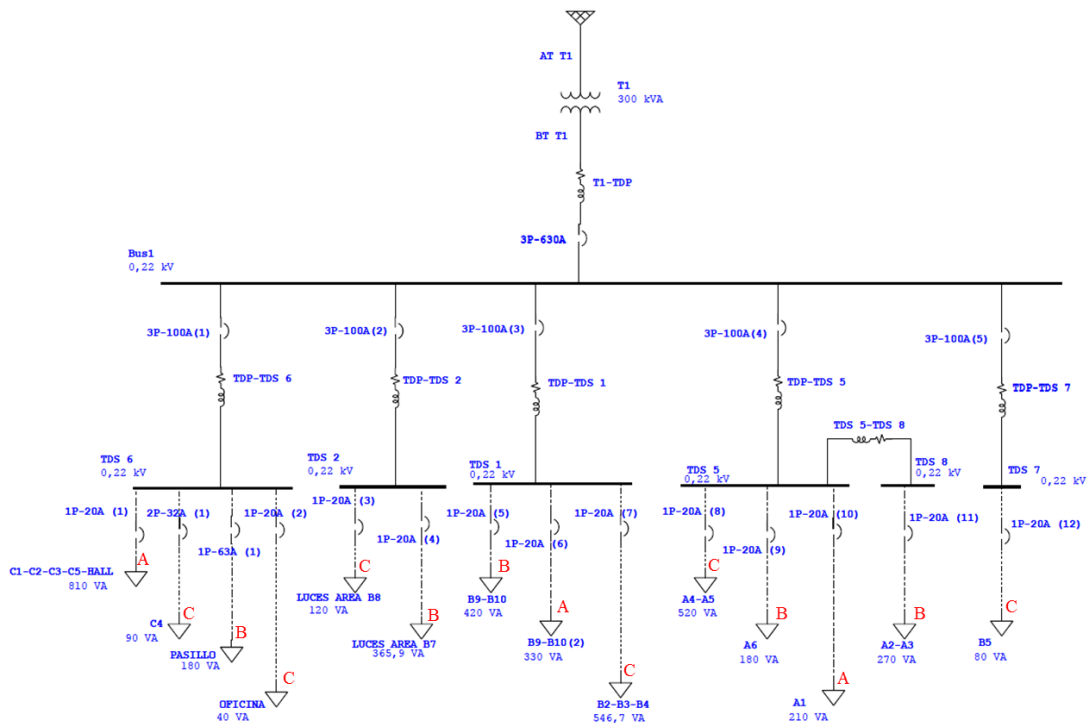 AT T1
T1
300 kVA
BT T1
T1-TDP
3P-630A
Bus1
0,22 kV
3P-100A(1)
3P-100A(2)
3P-100A(3)
3P-100A(4)
3P-100A(5)
TDP-TDS 6
TDP-TDS 2
TDP-TDS 1
TDP-TDS 5
TDP-TDS 7
TDS 5-TDS 8
TDS 6
0,22 kV
TDS 2
0,22 kV
TDS 1
0,22 kV
TDS 5
0,22 kV
TDS 8
0,22 kV
TDS 7
0,22 kV
1P-20A (1)
2P-32A (1)
1P-20A (2)
1P-63A (1)
1P-20A (3)
1P-20A (4)
1P-20A (5)
1P-20A (6)
1P-20A (7)
1P-20A (8)
1P-20A (9)
1P-20A (10)
1P-20A (11)
1P-20A (12)
A
C1-C2-C3-C5-HALL
810 VA
C
C4
90 VA
B
PASILLO
180 VA
C
OFICINA
40 VA
C
LUCES AREA B8
120 VA
B
LUCES AREA B7
365,9 VA
B
B9-B10
420 VA
A
B9-B10(2)
330 VA
C
B2-B3-B4
546,7 VA
C
A4-A5
520 VA
B
A6
180 VA
A
A1
210 VA
B
A2-A3
270 VA
C
B5
80 VA